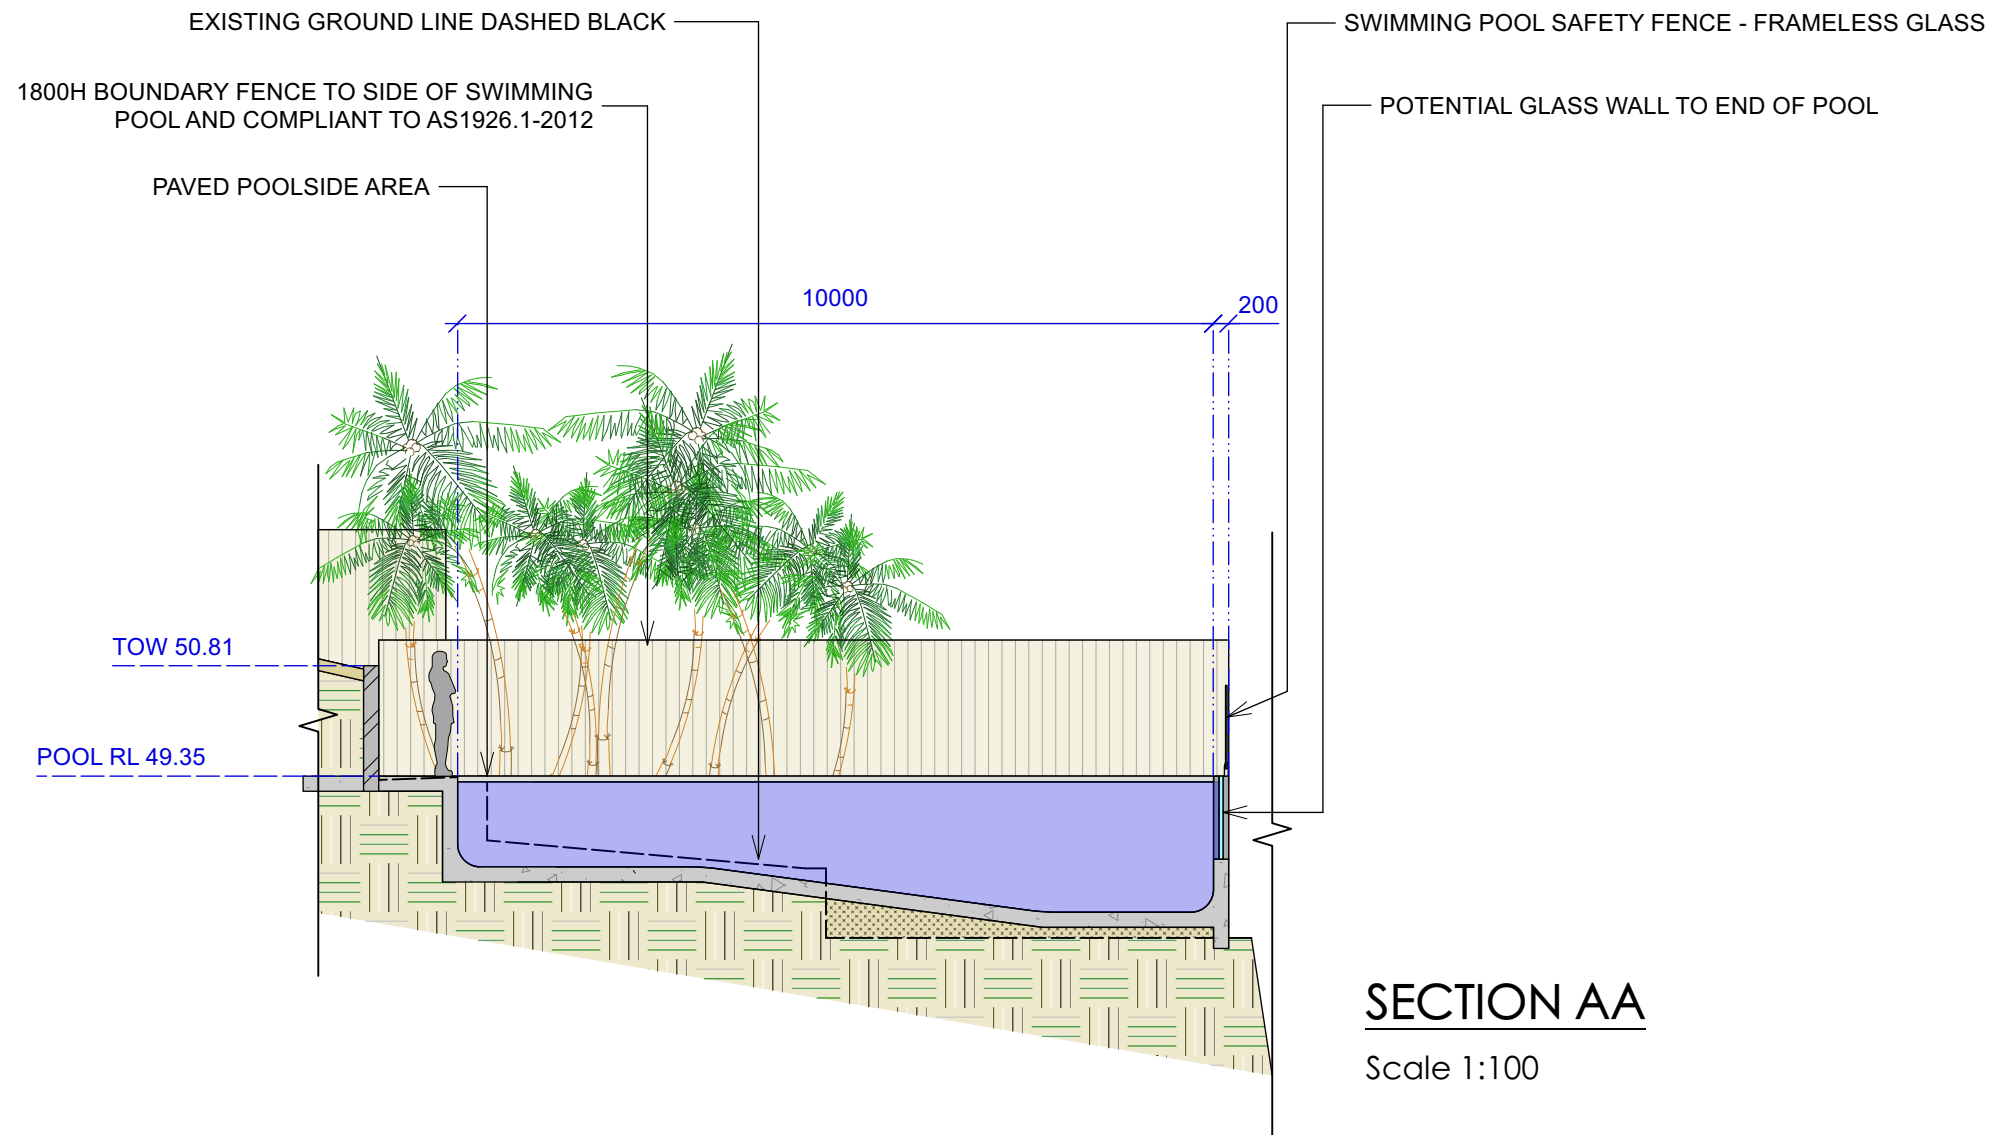 EXISTING GROUND LINE DASHED BLACK
SWIMMING POOL SAFETY FENCE - FRAMELESS GLASS
1800H BOUNDARY FENCE TO SIDE OF SWIMMING
POOL AND COMPLIANT TO AS1926.1-2012
POTENTIAL GLASS WALL TO END OF POOL
PAVED POOLSIDE AREA
10000
200
TOW 50.81
POOL RL 49.35
SECTION AA
Scale 1:100